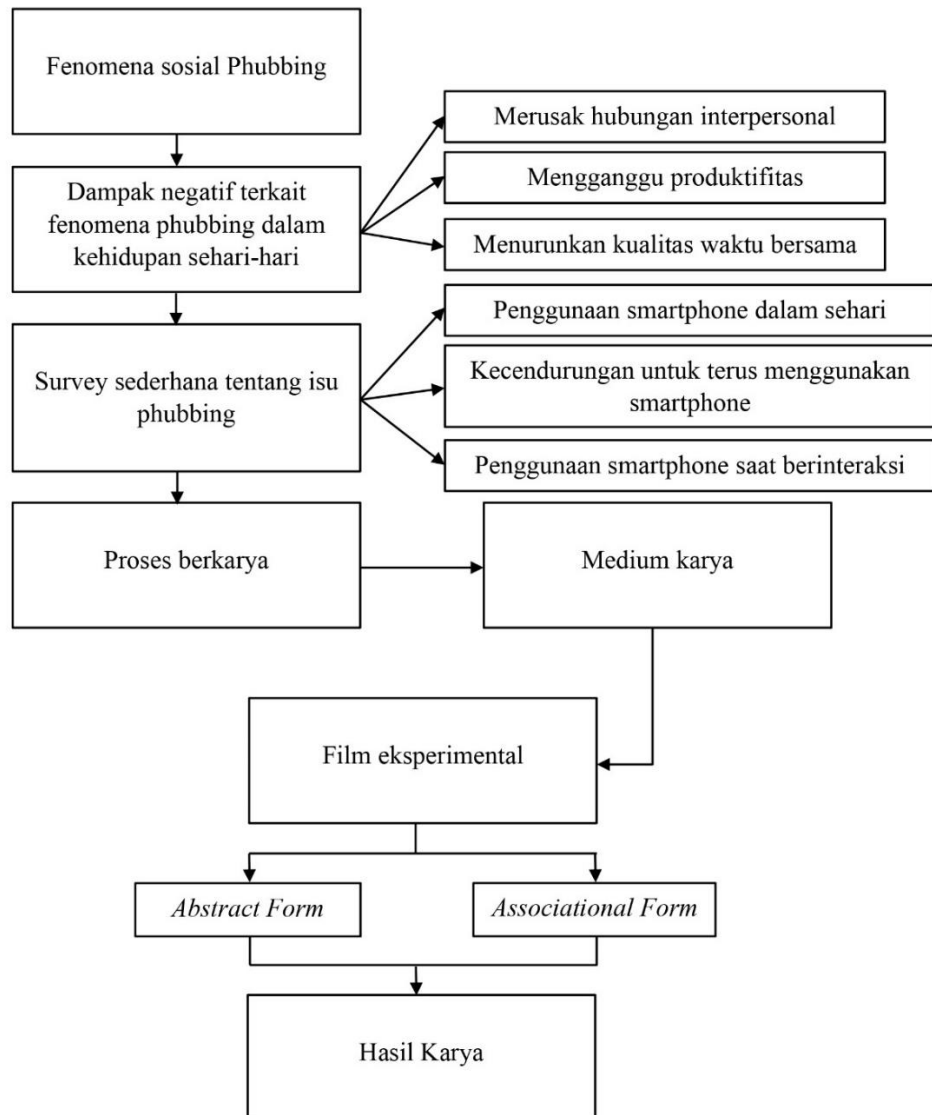 Fenomena sosial Phubbing
Merusak hubungan interpersonal
Mengganggu produktifitas
Dampak negatif terkait
fenomena phubbing dalam
kehidupan sehari-hari
Menurunkan kualitas waktu bersama
Penggunaan smartphone dalam sehari
Survey sederhana tentang isu
phubbing
Kecendurungan untuk terus menggunakan
smartphone
Penggunaan smartphone saat berinteraksi
Proses berkarya
Medium karya
Film eksperimental
Abstract Form
Associational Form
Hasil Karya